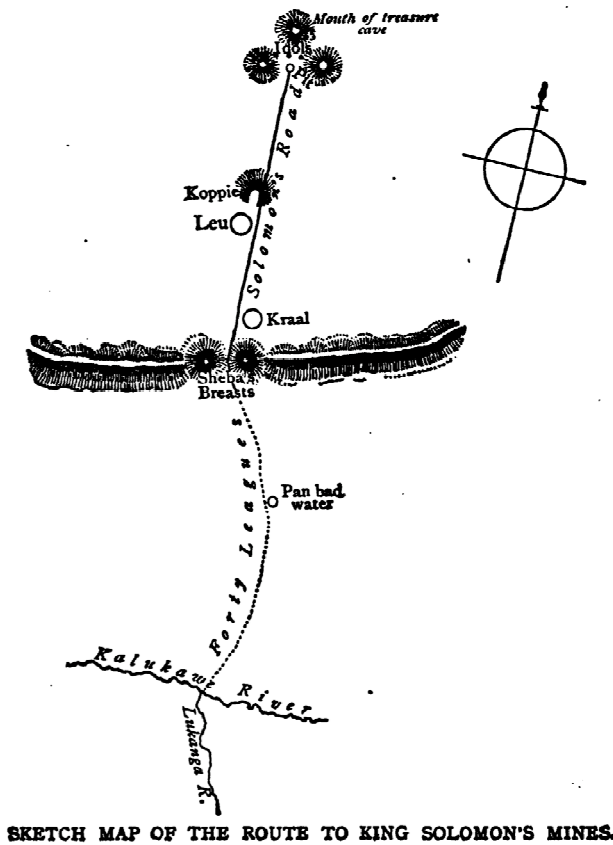 Mouth of treasure
cave
Idols
Pit
Solomon's Road
Koppie
Leu
Kraal
Sheba's
Breasts
Forty Leagues
Pan bad
water
Kalukawe River
Lukanga R.
SKETCH MAP OF THE ROUTE TO KING SOLOMON'S MINES.